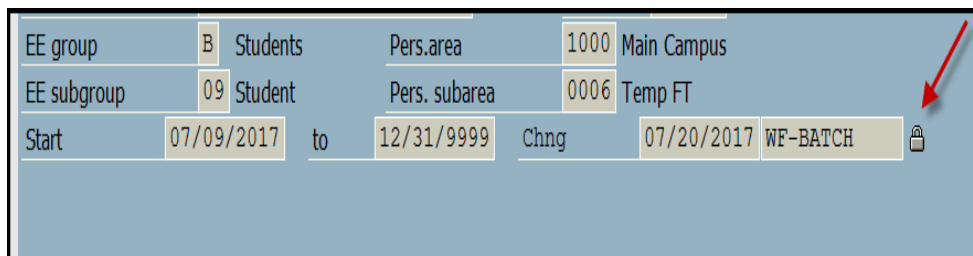 EE group B Students Pers.area 1000 Main Campus
EE subgroup 09 Student Pers. subarea 0006 Temp FT
Start 07/09/2017 to 12/31/9999 Chng 07/20/2017 WF-BATCH